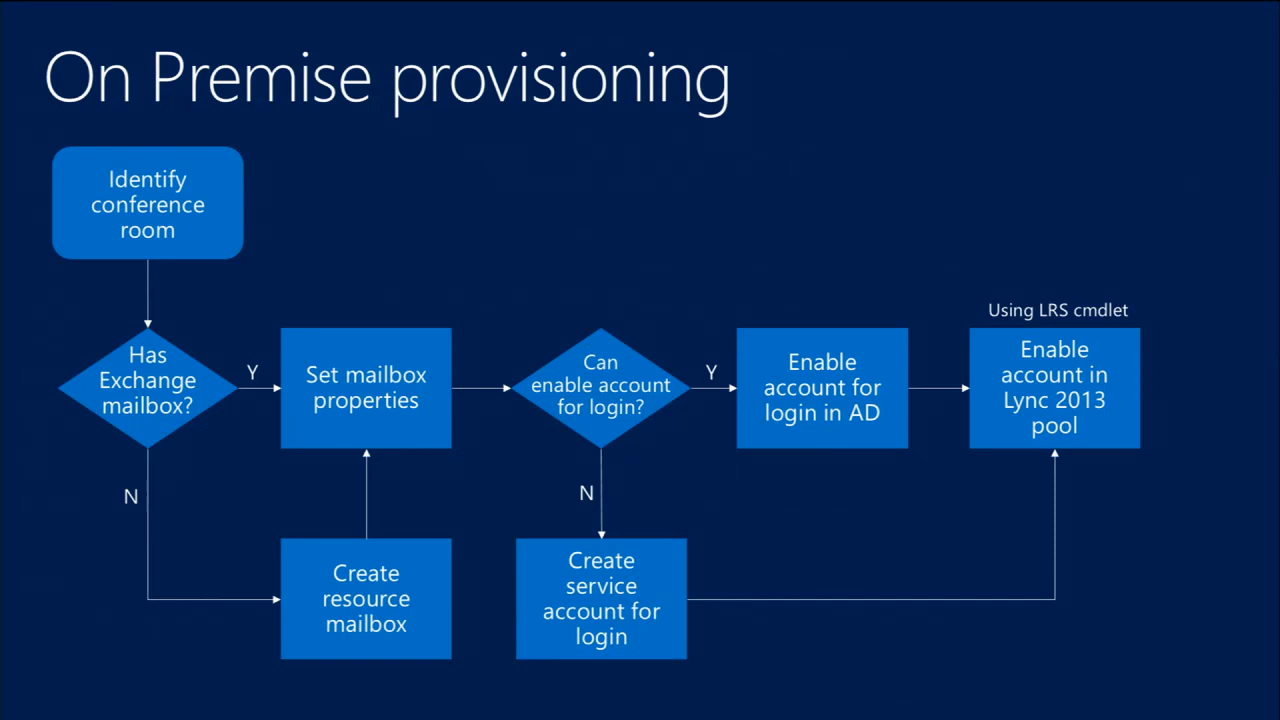 On Premise provisioning
Identify
conference
room
Using LRS cmdlet
Has
Exchange
mailbox?
Y
Set mailbox
properties
Can
enable account
for login?
Y
Enable
account for
login in AD
Enable
account in
Lync 2013
pool
N
N
Create
resource
mailbox
Create
service
account for
login